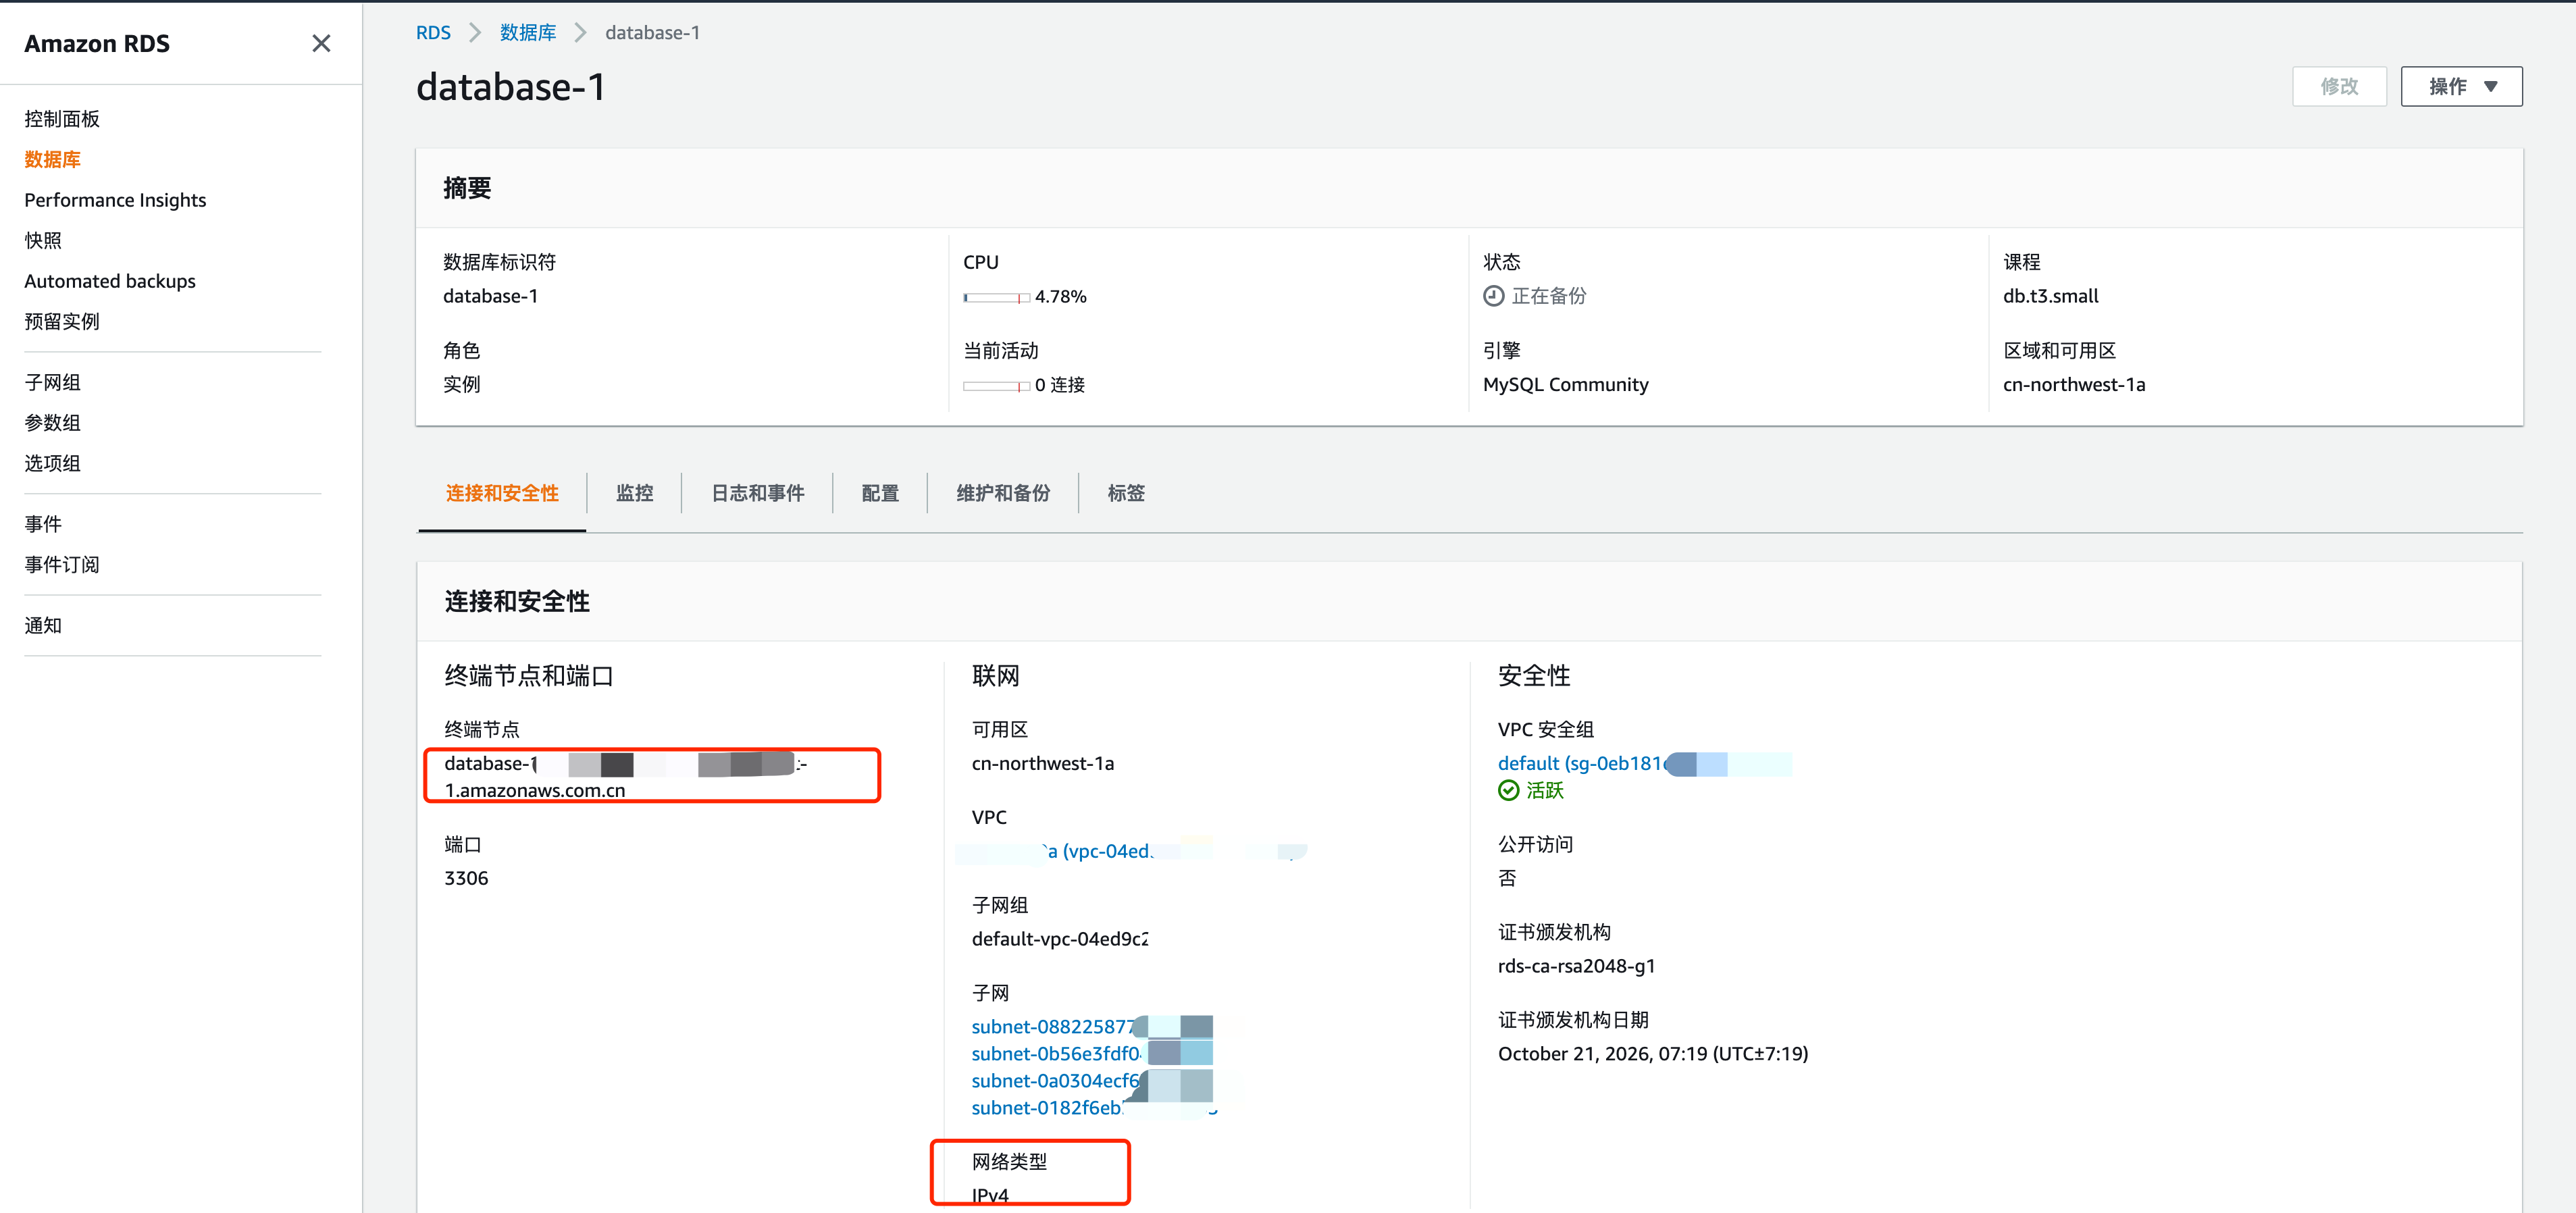 Amazon RDS
控制面板
数据库
Performance Insights
快照
Automated backups
预留实例
子网组
参数组
选项组
事件
事件订阅
通知
RDS
数据库
database-1
database-1
修改
操作
摘要
数据库标识符
database-1
CPU
4.78%
状态
正在备份
课程
db.t3.small
角色
实例
当前活动
0 连接
引擎
MySQL Community
区域和可用区
cn-northwest-1a
连接和安全性
监控
日志和事件
配置
维护和备份
标签
连接和安全性
终端节点和端口
终端节点
database-1
1.amazonaws.com.cn
端口
3306
联网
可用区
cn-northwest-1a
VPC
a (vpc-04ed
子网组
default-vpc-04ed9c2
子网
subnet-088225877
subnet-0b56e3fdf0
subnet-0a0304ecf6
subnet-0182f6eb
网络类型
IPv4
安全性
VPC 安全组
default (sg-0eb181
活跃
公开访问
否
证书颁发机构
rds-ca-rsa2048-g1
证书颁发机构日期
October 21, 2026, 07:19 (UTC±7:19)